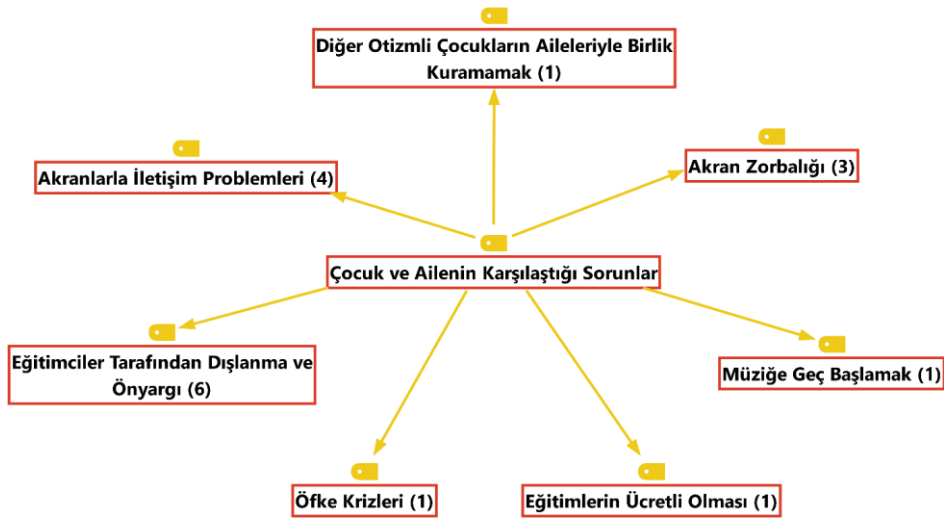 Diğer Otizmli Çocukların Aileleriyle Birlik
Kuramamak (1)
Akran Zorbalığı (3)
Akranlarla İletişim Problemleri (4)
Çocuk ve Ailenin Karşılaştığı Sorunlar
Eğitimciler Tarafından Dışlanma ve
Önyargı (6)
Müziğe Geç Başlamak (1)
Öfke Krizleri (1)
Eğitimlerin Ücretli Olması (1)